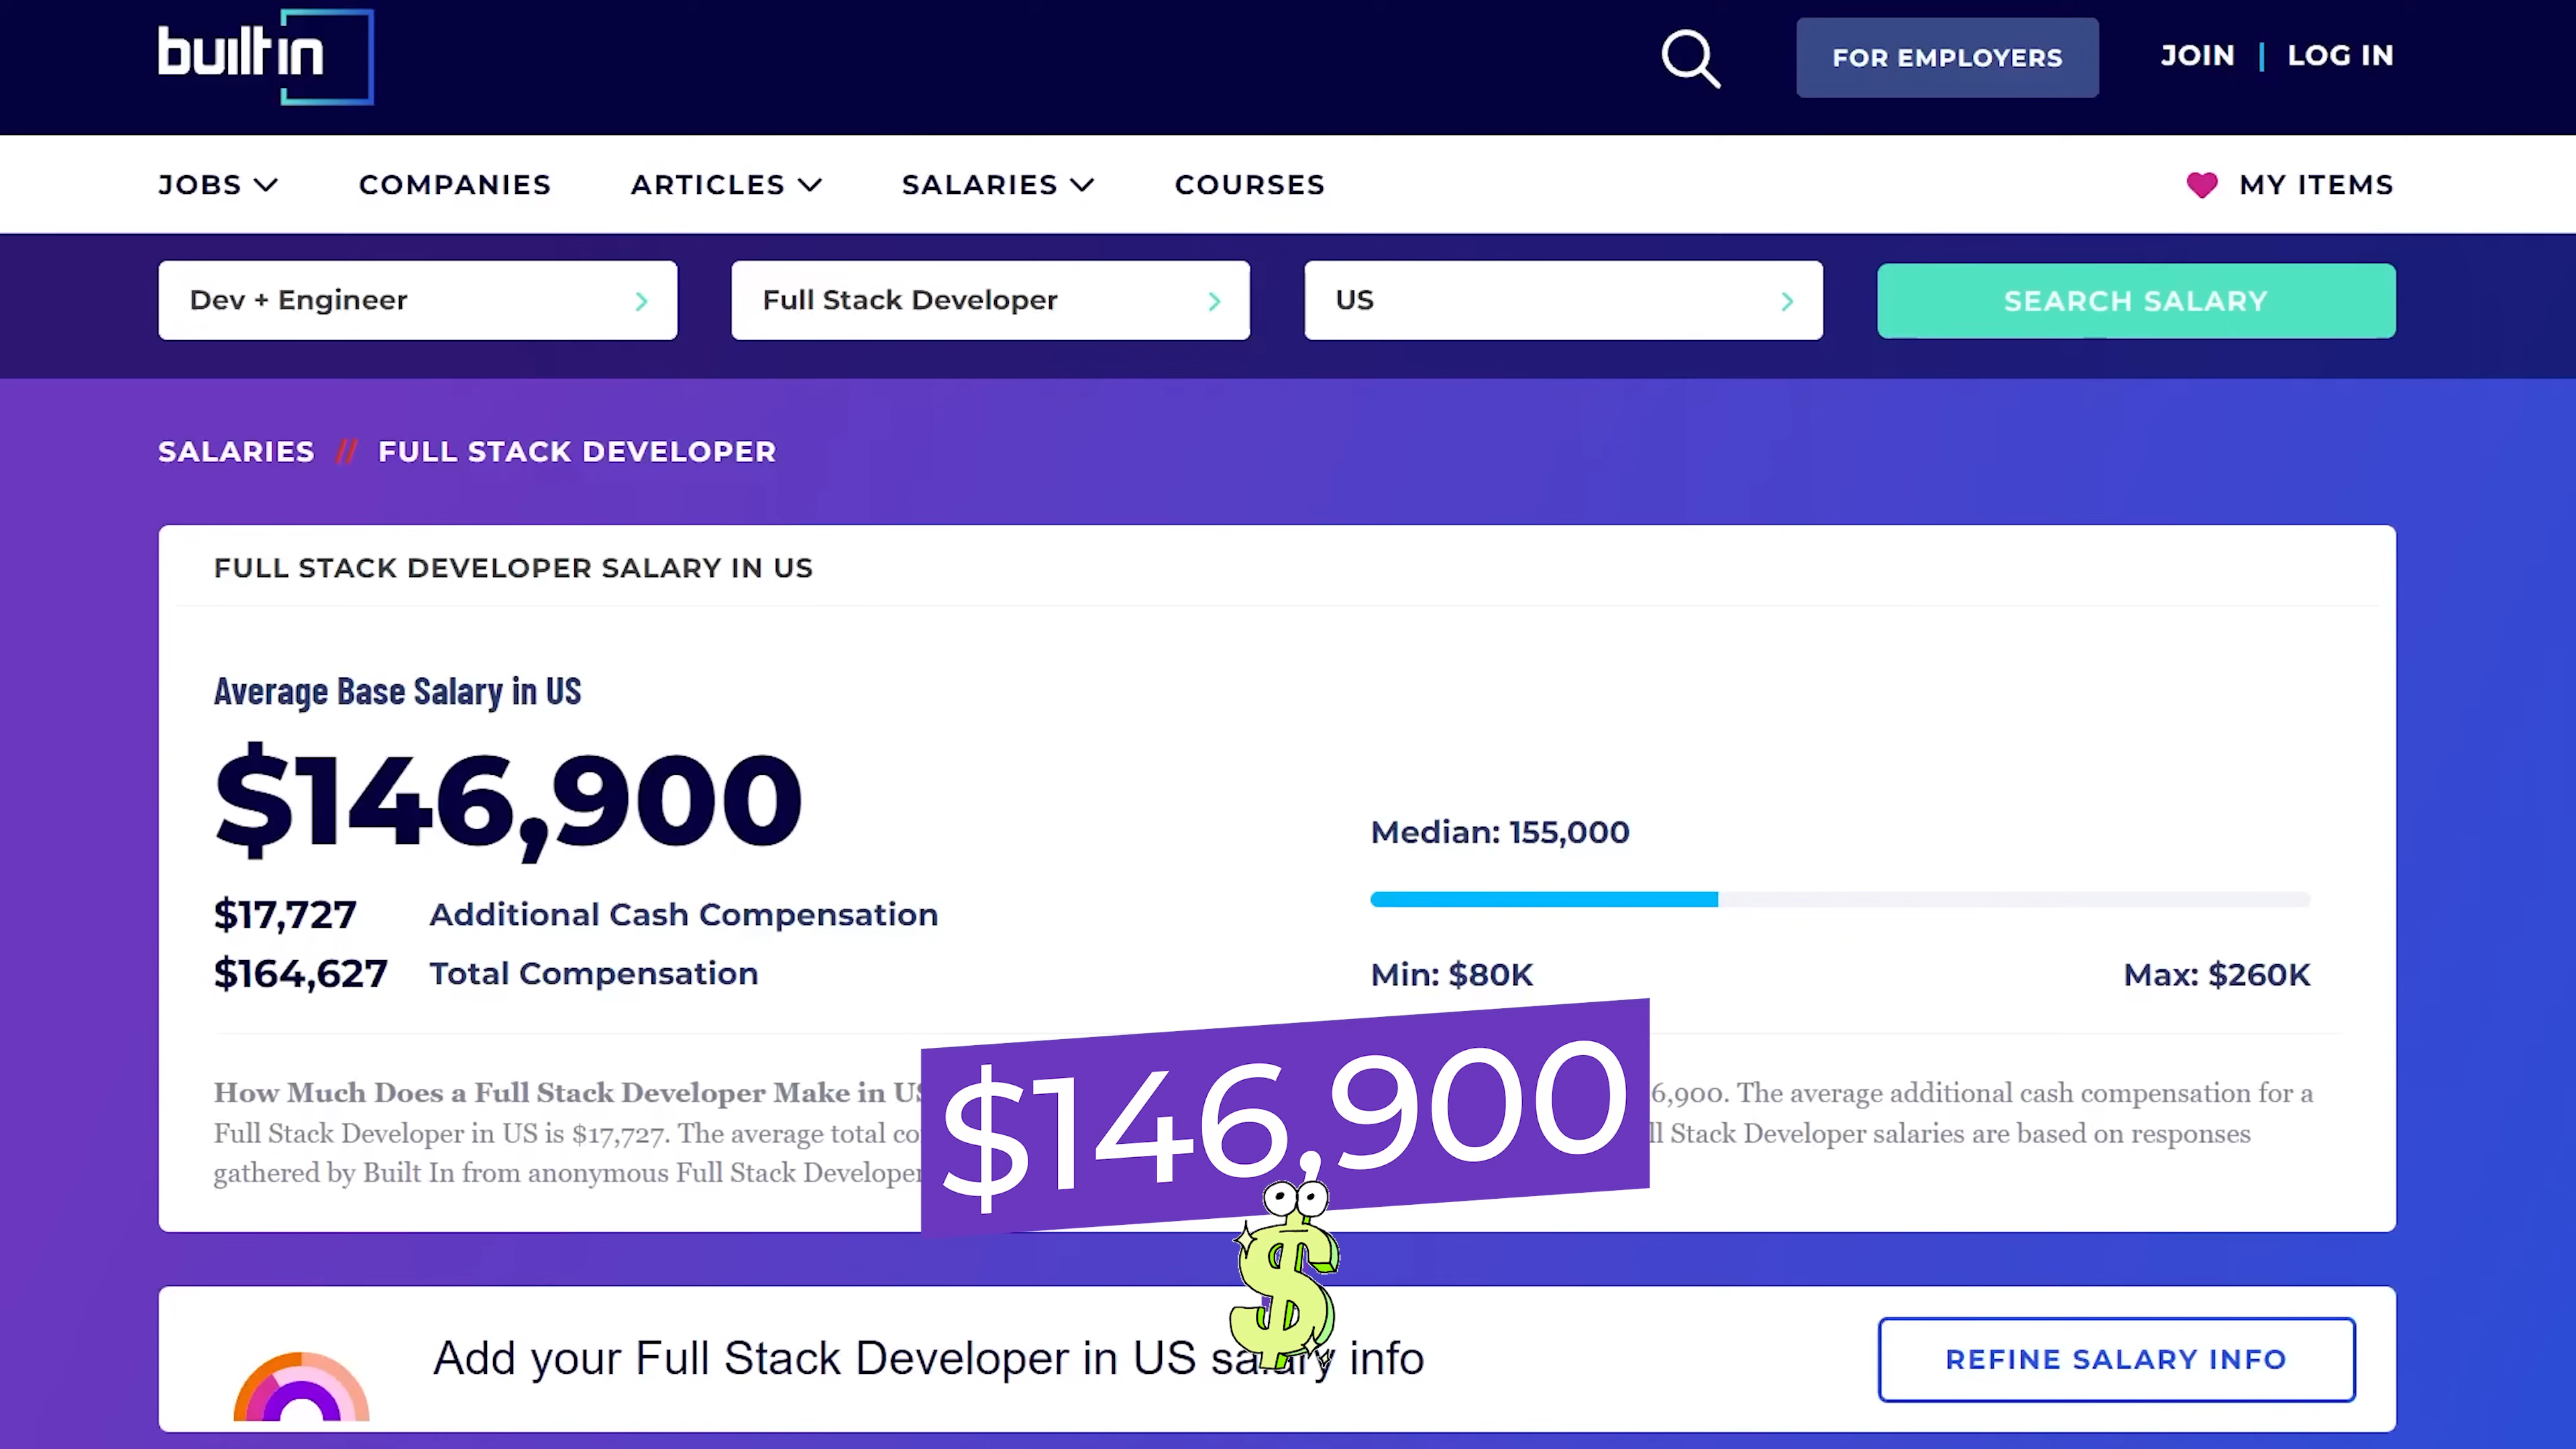 builtin
FOR EMPLOYERS
JOIN | LOG IN
JOBS COMPANIES ARTICLES SALARIES COURSES MY ITEMS
Dev + Engineer
Full Stack Developer
US
SEARCH SALARY
SALARIES // FULL STACK DEVELOPER
FULL STACK DEVELOPER SALARY IN US
Average Base Salary in US
$146,900
$17,727 Additional Cash Compensation
$164,627 Total Compensation
Median: 155,000
Min: $80K Max: $260K
$146,900
How Much Does a Full Stack Developer Make in 6,900. The average additional cash compensation for a
Full Stack Developer in US is $17,727. The average total Stack Developer salaries are based on responses
gathered by Built In from anonymous Full Stack
Add your Full Stack Developer in US salary info
REFINE SALARY INFO